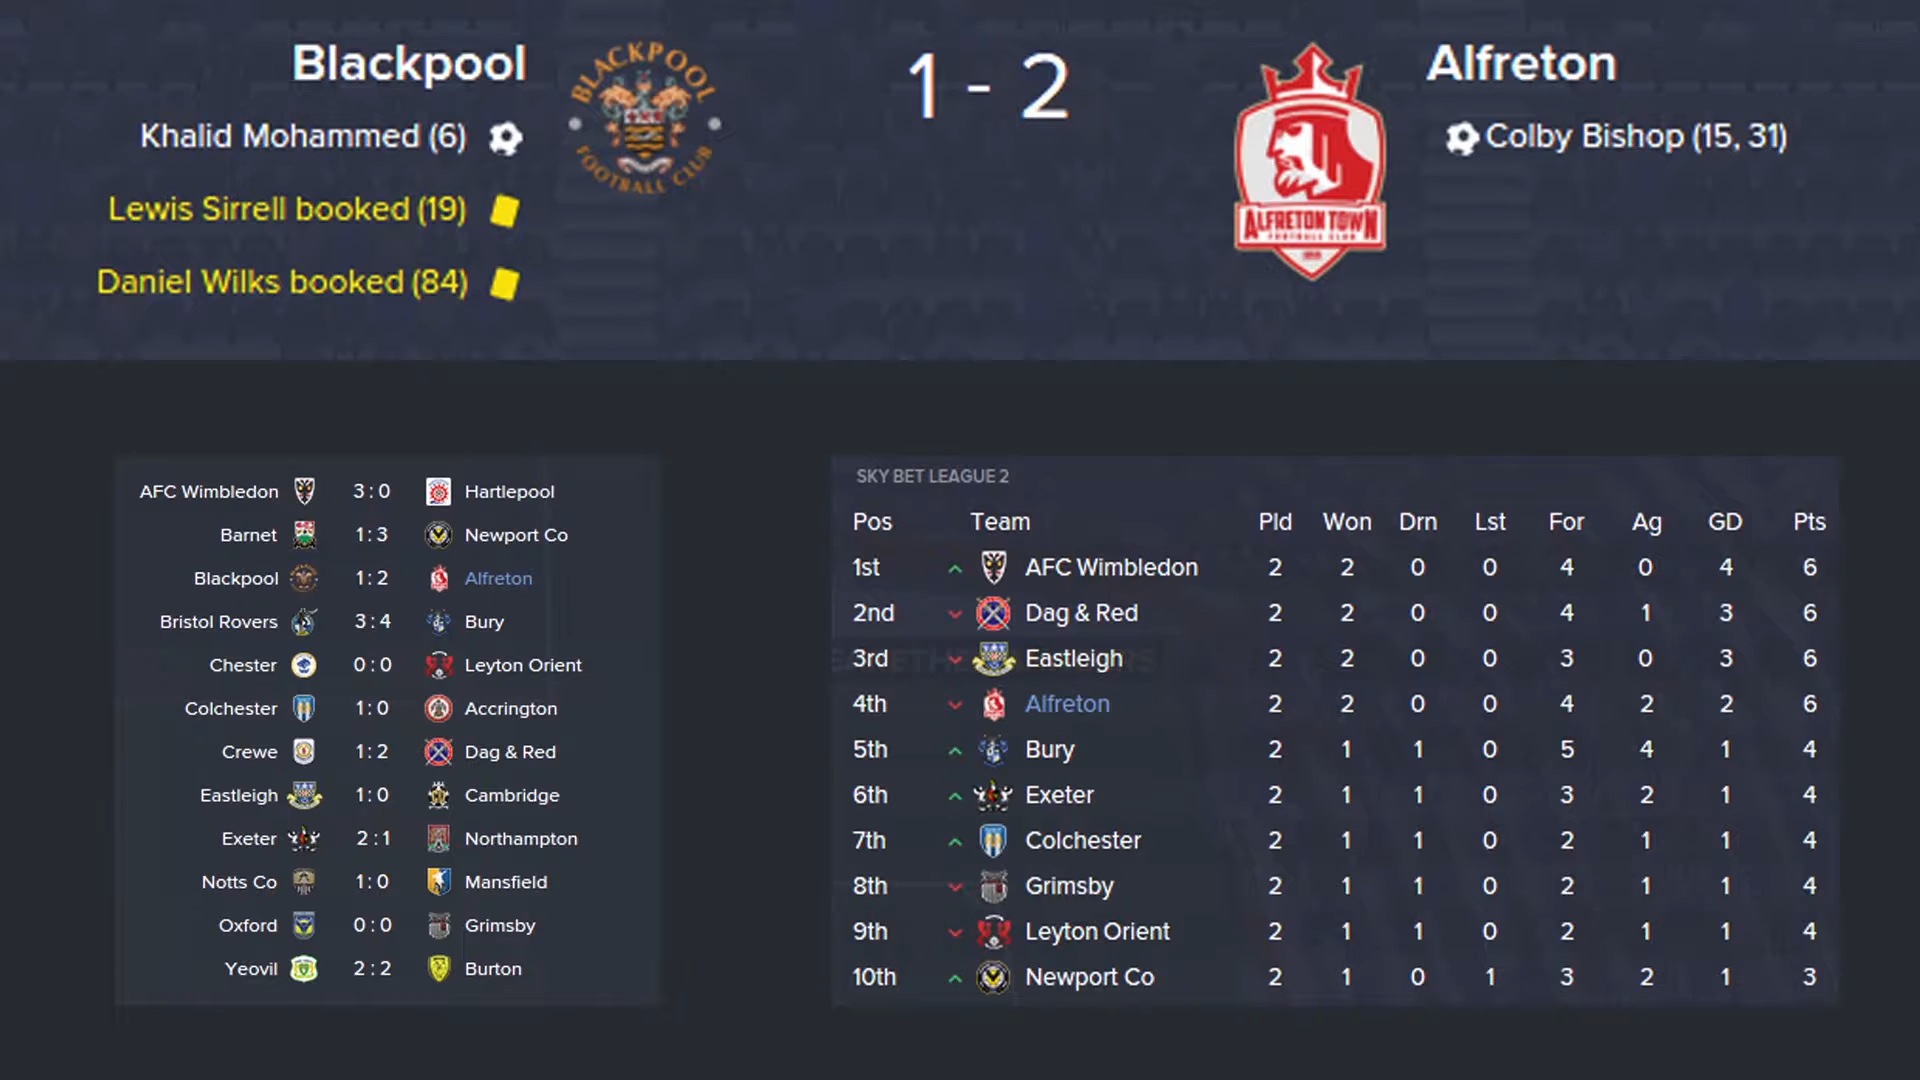 Blackpool
1 - 2
Alfreton
Khalid Mohammed (6)
Colby Bishop (15, 31)
Lewis Sirrell booked (19)
Daniel Wilks booked (84)
BLACKPOOL
FOOTBALL CLUB
ALFRETON TOWN
FOOTBALL CLUB
AFC Wimbledon 3 : 0 Hartlepool
Barnet 1 : 3 Newport Co
Blackpool 1 : 2 Alfreton
Bristol Rovers 3 : 4 Bury
Chester 0 : 0 Leyton Orient
Colchester 1 : 0 Accrington
Crewe 1 : 2 Dag & Red
Eastleigh 1 : 0 Cambridge
Exeter 2 : 1 Northampton
Notts Co 1 : 0 Mansfield
Oxford 0 : 0 Grimsby
Yeovil 2 : 2 Burton
SKY BET LEAGUE 2
Pos Team Pld Won Drn Lst For Ag GD Pts
1st AFC Wimbledon 2 2 0 0 4 0 4 6
2nd Dag & Red 2 2 0 0 4 1 3 6
3rd Eastleigh 2 2 0 0 3 0 3 6
4th Alfreton 2 2 0 0 4 2 2 6
5th Bury 2 1 1 0 5 4 1 4
6th Exeter 2 1 1 0 3 2 1 4
7th Colchester 2 1 1 0 2 1 1 4
8th Grimsby 2 1 1 0 2 1 1 4
9th Leyton Orient 2 1 1 0 2 1 1 4
10th Newport Co 2 1 0 1 3 2 1 3